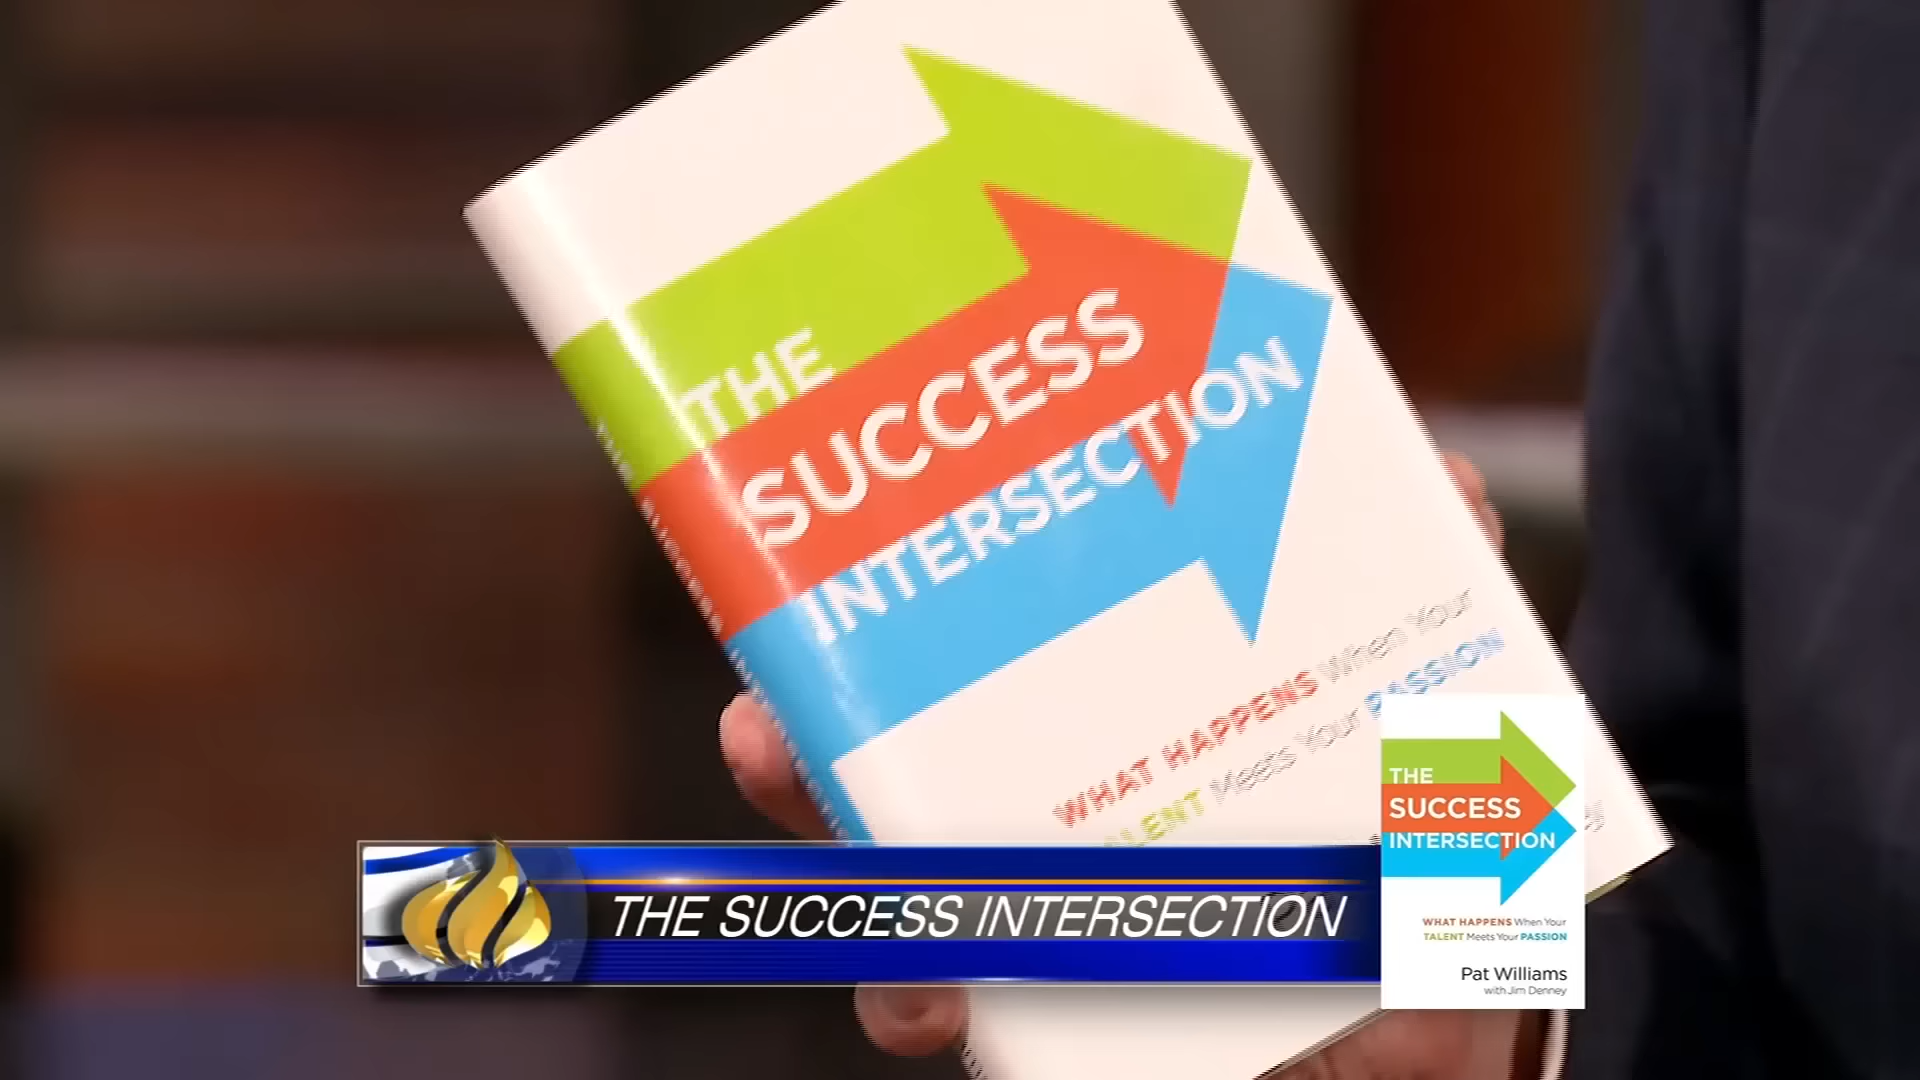 THE
SUCCESS
INTERSECTION
WHAT HAPPENS When Your
Meets Your PASSION
THE SUCCESS INTERSECTION
THE
SUCCESS
INTERSECTION
WHAT HAPPENS When Your
TALENT Meets Your PASSION
Pat Williams
with Jim Denney